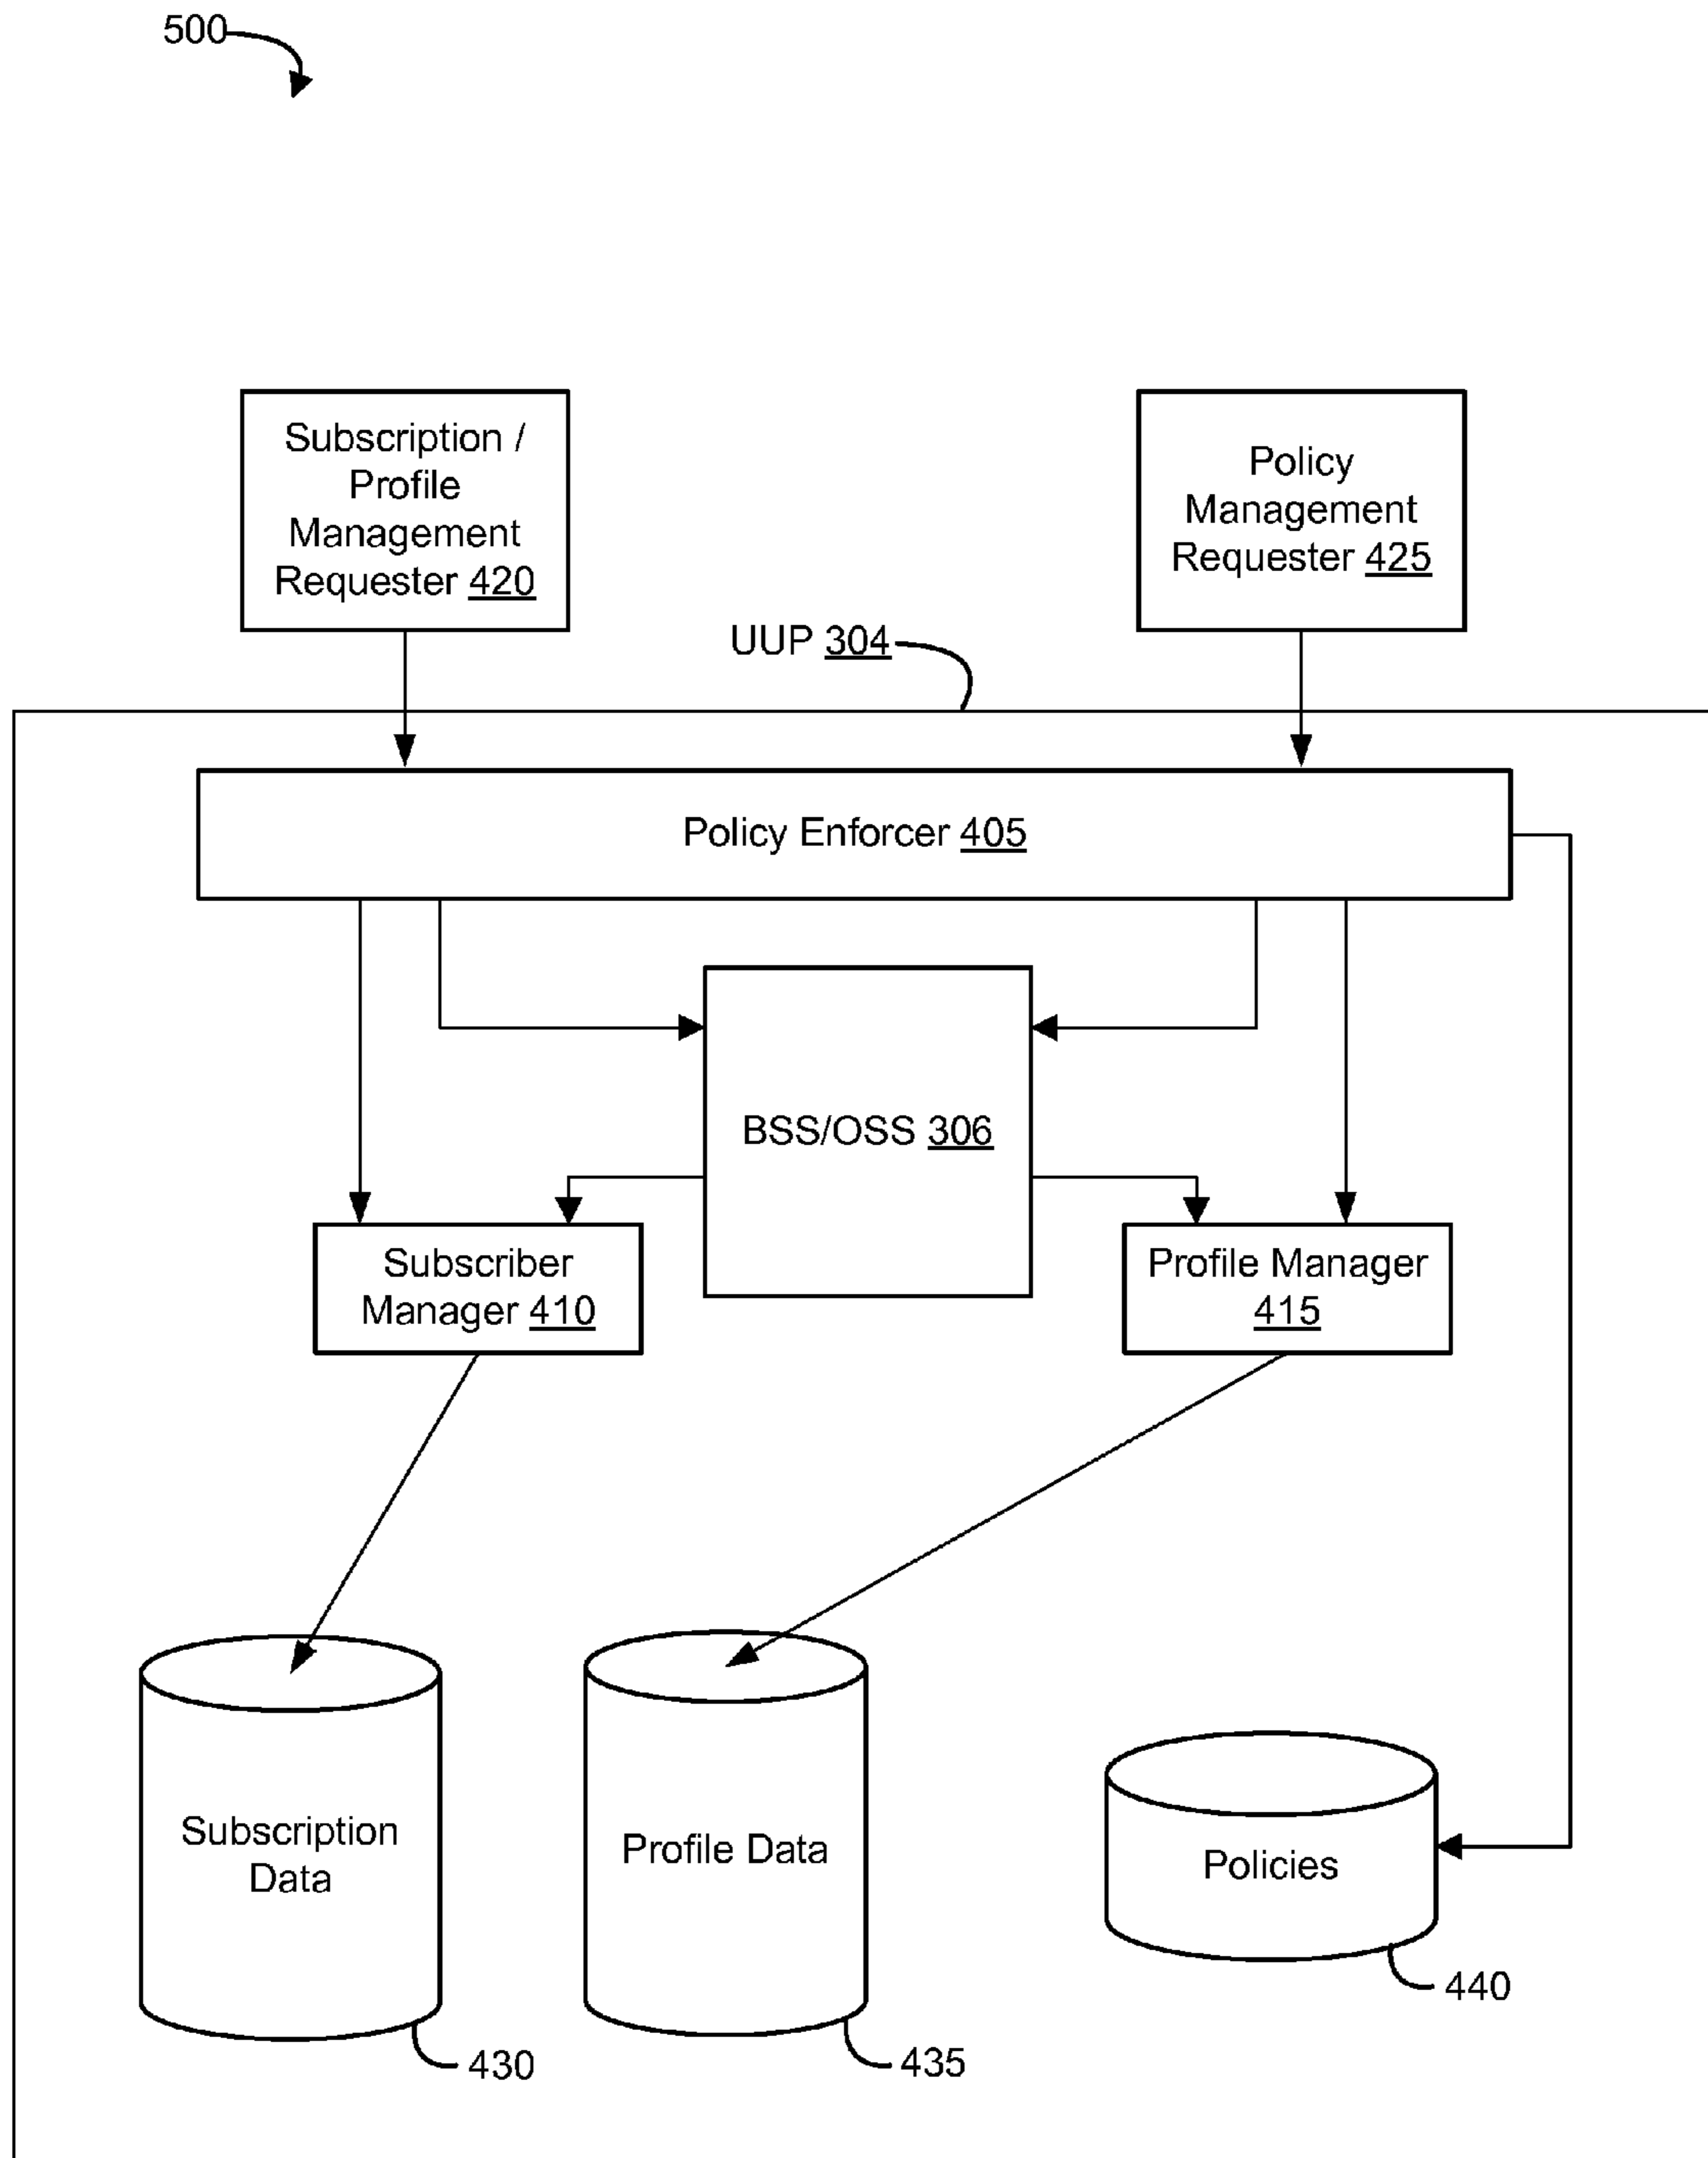 500
Subscription /
Profile
Management
Requester 420
Policy
Management
Requester 425
UUP 304
Policy Enforcer 405
BSS/OSS 306
Subscriber
Manager 410
Profile Manager
415
Subscription
Data
Profile Data
Policies
440
430
435